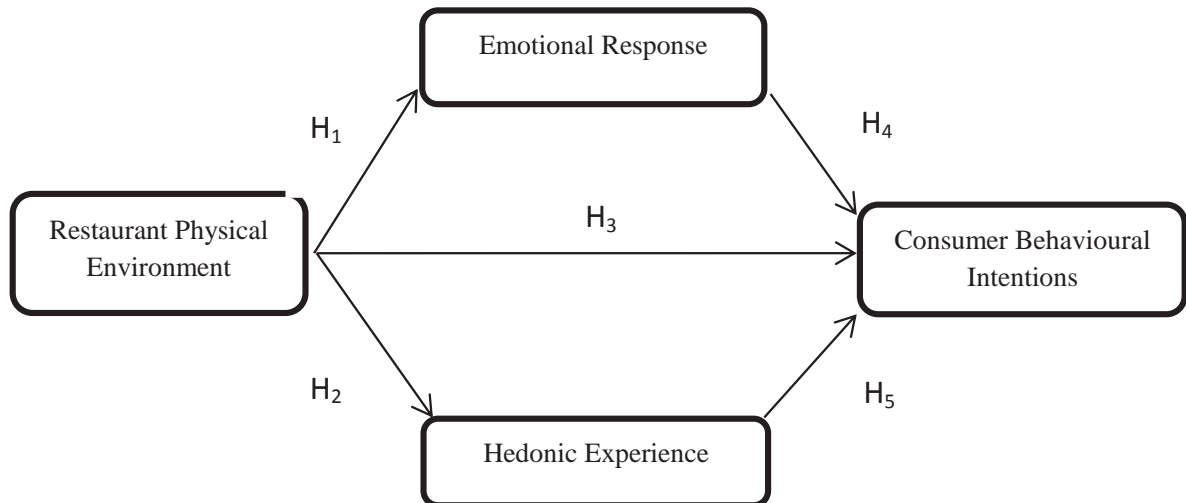 Emotional Response
H₁
H₄
Restaurant Physical
Environment
H₃
Consumer Behavioural
Intentions
H₂
H₅
Hedonic Experience